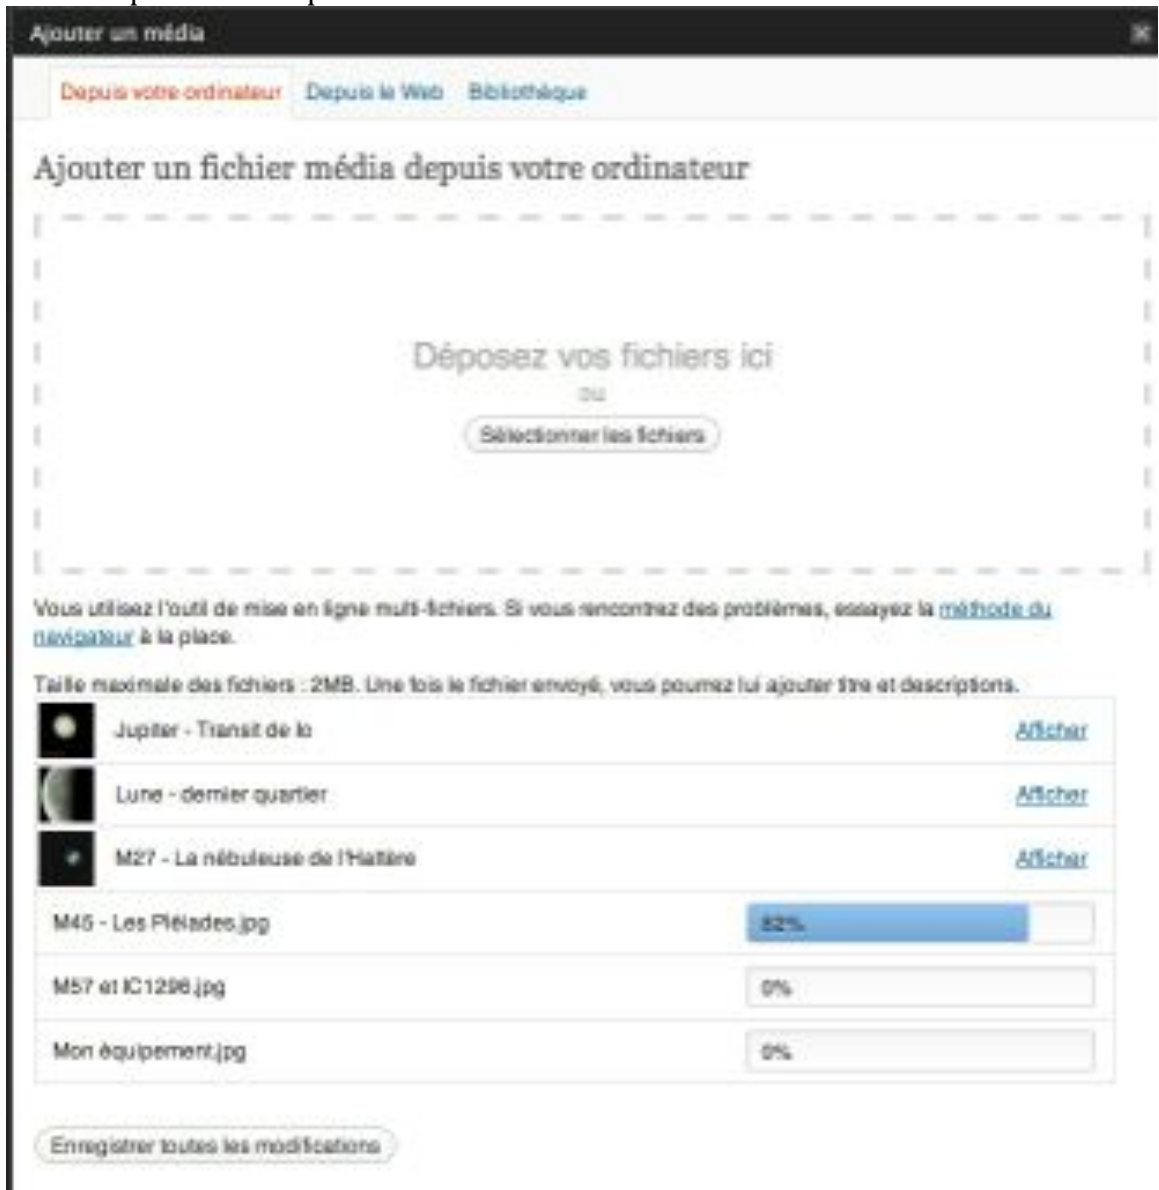 Ajouter un média
Depuis votre ordinateur Depuis le Web Bibliothèque
Ajouter un fichier média depuis votre ordinateur
Déposez vos fichiers ici
ou
Sélectionner les fichiers
Vous utilisez l'outil de mise en ligne multi-fichiers. Si vous rencontrez des problèmes, essayez la méthode du
navigateur à la place.
Taille maximale des fichiers : 2MB. Une fois le fichier envoyé, vous pourrez lui ajouter titre et descriptions.
Jupiter - Transit de Io Afficher
Lune - dernier quartier Afficher
M27 - La nébuleuse de l'Haltère Afficher
M45 - Les Pléiades.jpg 82%
M57 et IC1296.jpg 0%
Mon équipement.jpg 0%
Enregistrer toutes les modifications